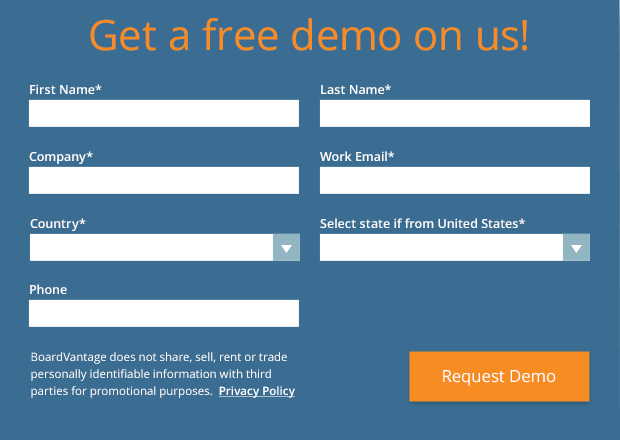 Get a free demo on us!
First Name*
Last Name*
Company*
Work Email*
Country*
Select state if from United States*
Phone
BoardVantage does not share, sell, rent or trade
personally identifiable information with third
parties for promotional purposes. Privacy Policy
Request Demo